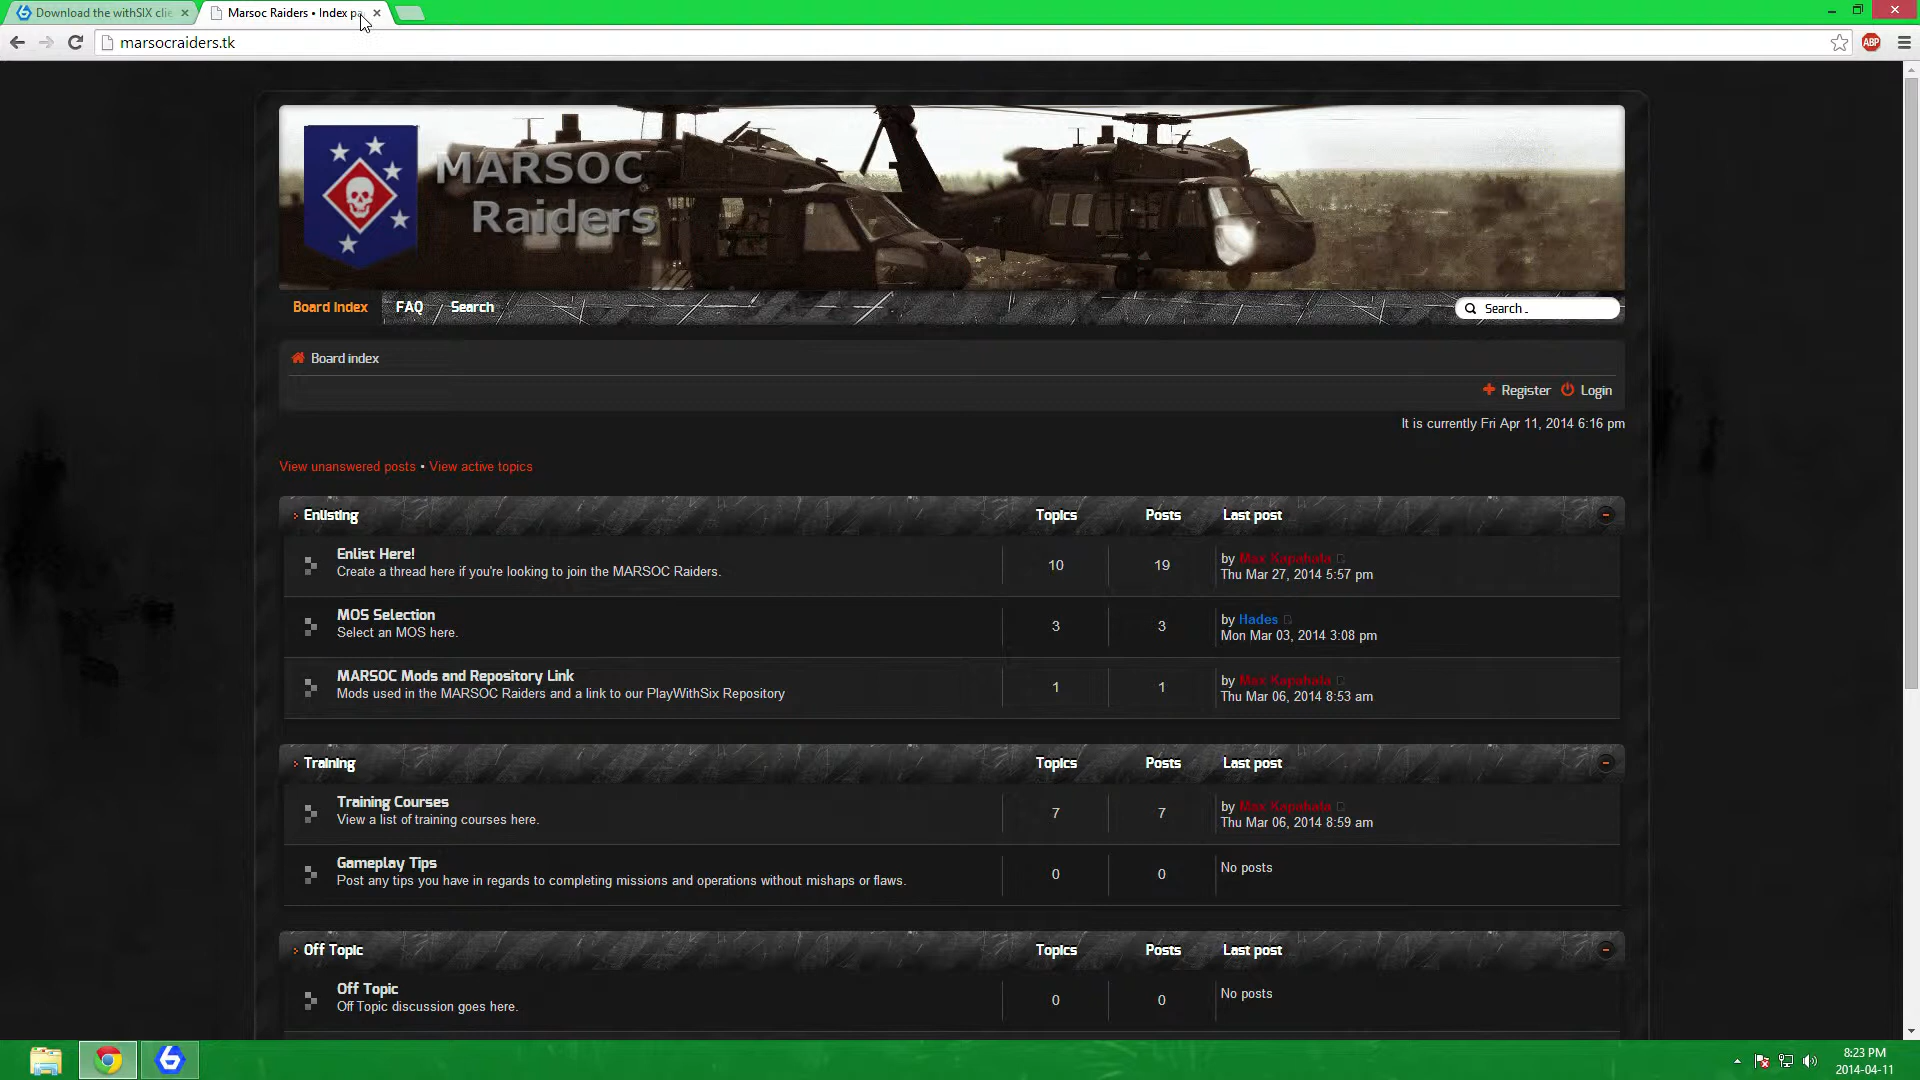 Download the withSIX clie
Marsoc Raiders • Index pa
marsocraiders.tk
ABP
MARSOC
Raiders
Board Index
FAQ
Search
Search…
Board index
Register
Login
It is currently Fri Apr 11, 2014 6:16 pm
View unanswered posts • View active topics
Enlisting Topics Posts Last post
Enlist Here!
Create a thread here if you're looking to join the MARSOC Raiders.
10 19
by Max Kapahala
Thu Mar 27, 2014 5:57 pm
MOS Selection
Select an MOS here.
3 3
by Hades
Mon Mar 03, 2014 3:08 pm
MARSOC Mods and Repository Link
Mods used in the MARSOC Raiders and a link to our PlayWithSix Repository
1 1
by Max Kapahala
Thu Mar 06, 2014 8:53 am
Training Topics Posts Last post
Training Courses
View a list of training courses here.
7 7
by Max Kapahala
Thu Mar 06, 2014 8:59 am
Gameplay Tips
Post any tips you have in regards to completing missions and operations without mishaps or flaws.
0 0
No posts
Off Topic Topics Posts Last post
Off Topic
Off Topic discussion goes here.
0 0
No posts
8:23 PM
2014-04-11